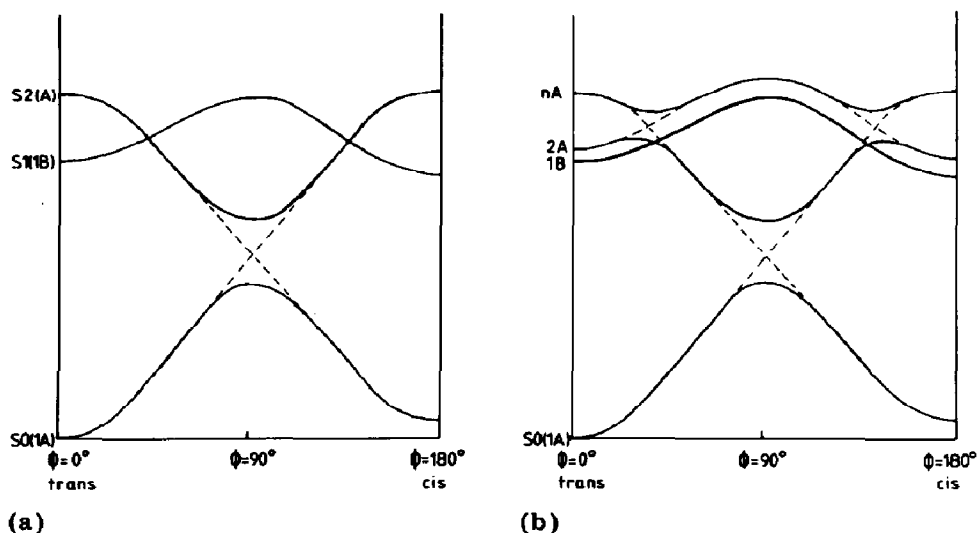 S2(A)
S1(1B)
S0(1A)
ϕ=0°
trans
ϕ=90°
ϕ=180°
cis
(a)
nA
2A
1B
S0(1A)
ϕ=0°
trans
ϕ=90°
ϕ=180°
cis
(b)